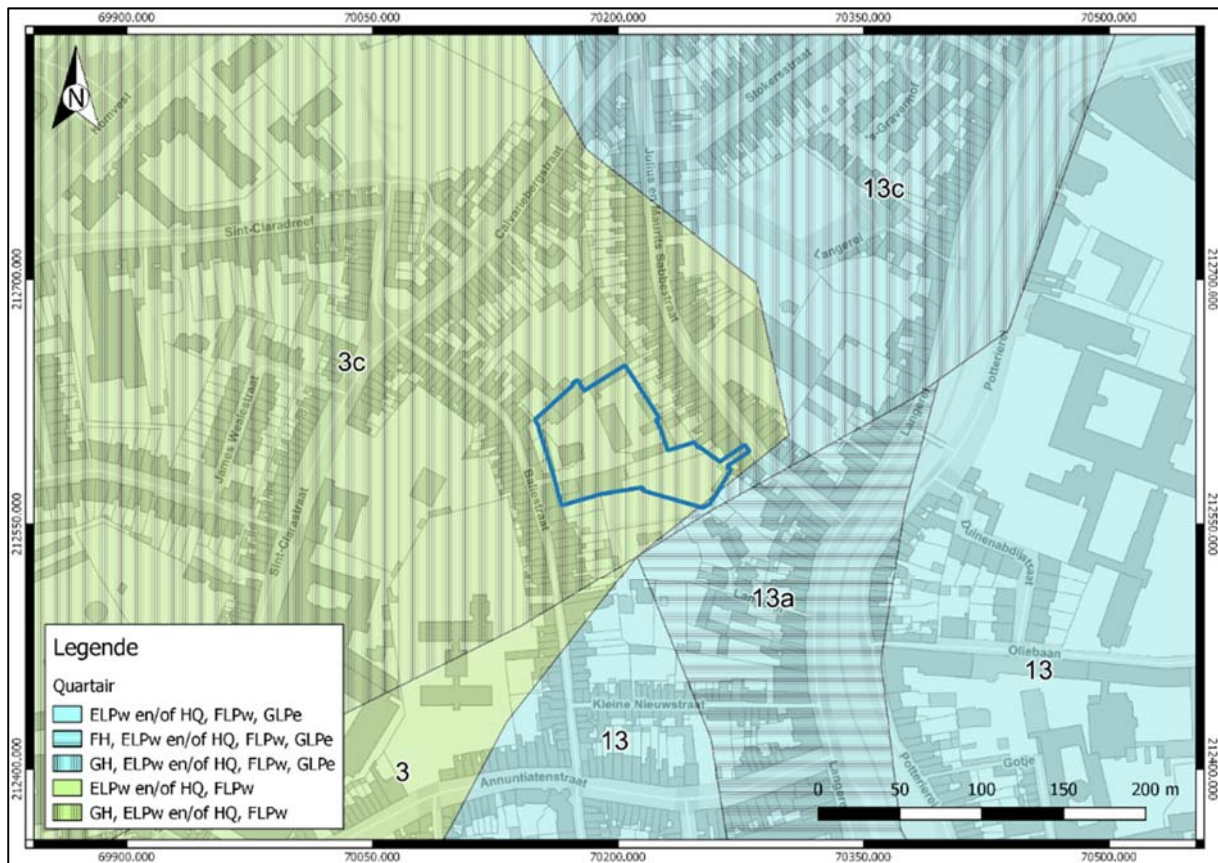 69900.000 70050.000 70200.000 70350.000 70500.000
N
Komvest
Stokersstraat
's-Gravenhof
13c
Calvariebergstraat
Julius en Maurits Sabbestraat
Sint-Claradreef
Langerei
212700.000 212700.000
3c
Potterierei
Langerei
James Wealestraat
Baliestraat
212550.000 212550.000
Sint-Clarastraat
Duinenabdijstraat
13a
Oliebaan
13
Legende
Quartair
ELPw en/of HQ, FLPw, GLPe
FH, ELPw en/of HQ, FLPw, GLPe
GH, ELPw en/of HQ, FLPw, GLPe
ELPw en/of HQ, FLPw
GH, ELPw en/of HQ, FLPw
Kleine Nieuwstraat
13
3
Annuntiatenstraat
Langerei
Potterierei
Gotje
212400.000 212400.000
0 50 100 150 200 m
69900.000 70050.000 70200.000 70350.000 70500.000